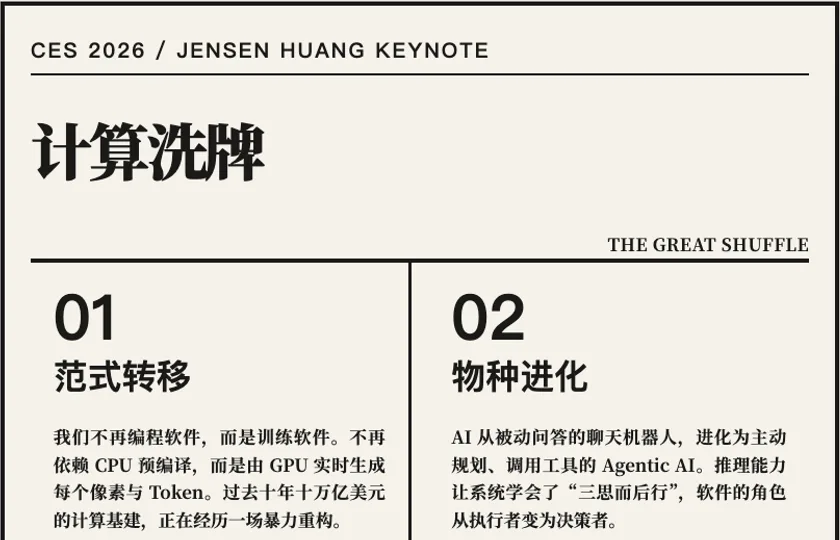 CES 2026 / JENSEN HUANG KEYNOTE
计算洗牌
THE GREAT SHUFFLE
01
范式转移
我们不再编程软件，而是训练软件。不再
依赖 CPU 预编译，而是由 GPU 实时生成
每个像素与 Token。过去十年十万亿美元
的计算基建，正在经历一场暴力重构。
02
物种进化
AI 从被动问答的聊天机器人，进化为主动
规划、调用工具的 Agentic AI。推理能力
让系统学会了“三思而后行”，软件的角色
从执行者变为决策者。